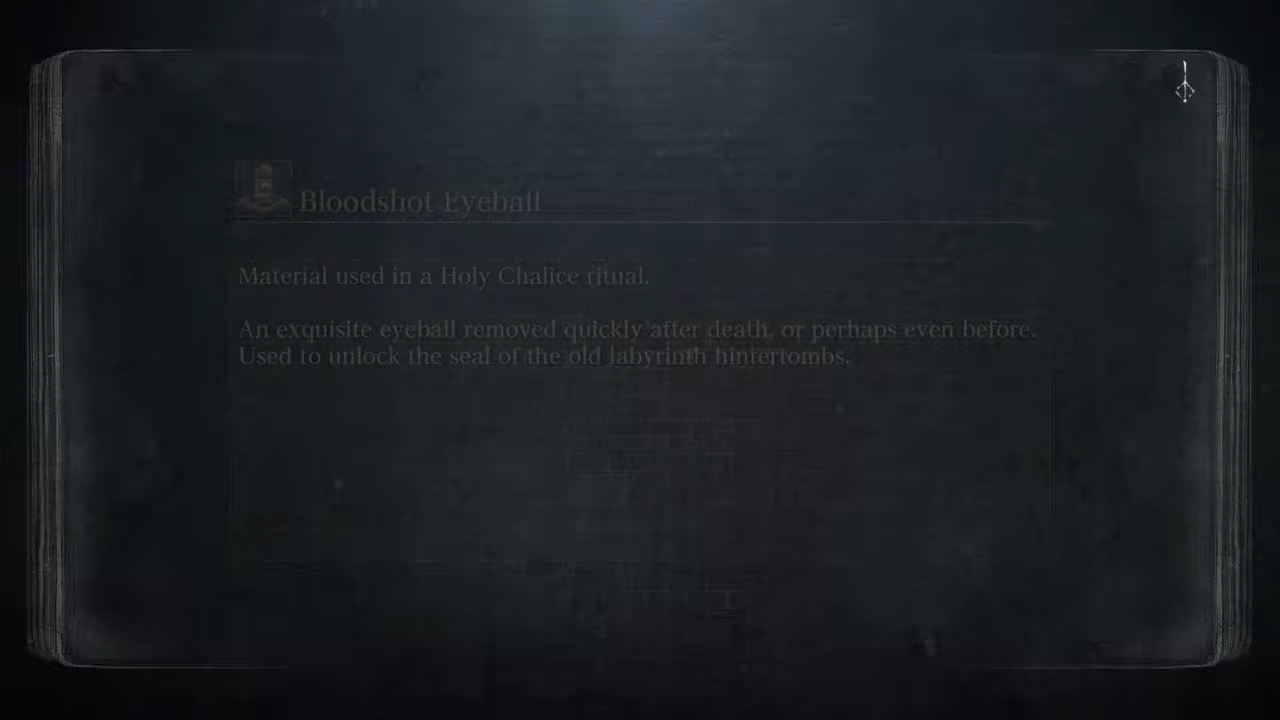 Bloodshot Eyeball
Material used in a Holy Chalice ritual.
An exquisite eyeball removed quickly after death, or perhaps even before.
Used to unlock the seal of the old labyrinth hintertombs.